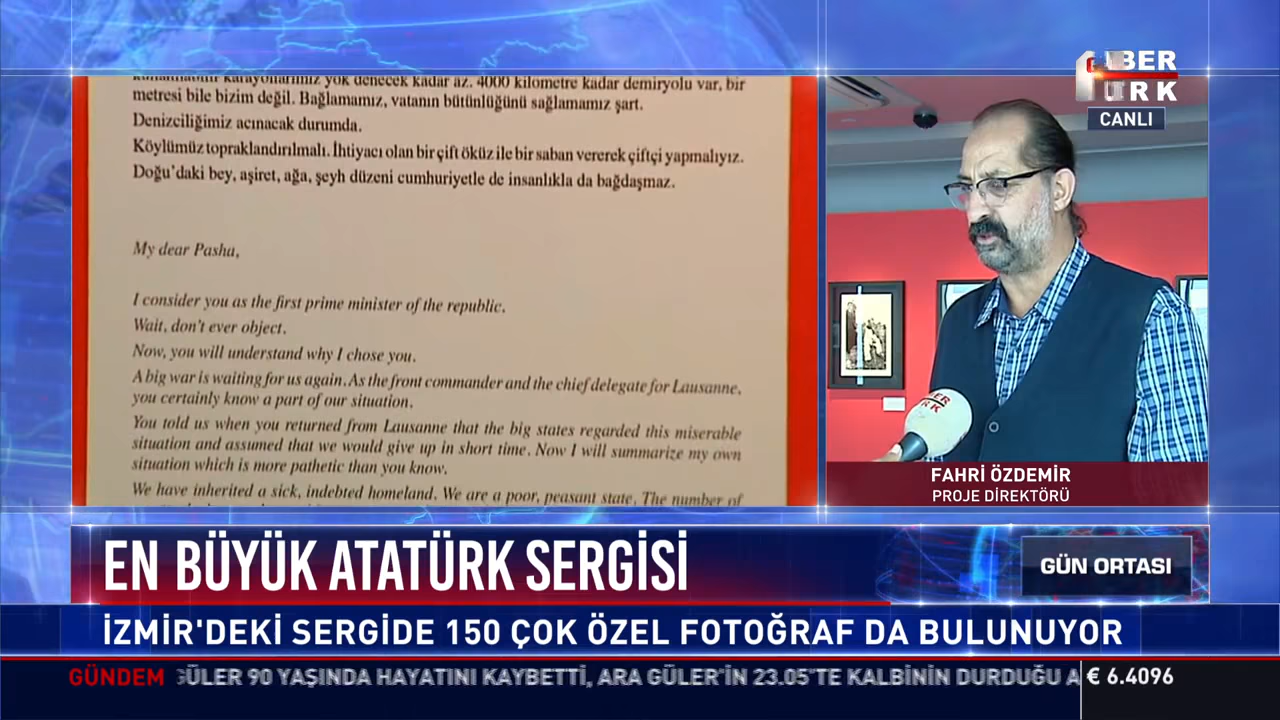 kullanılabilir karayollarımız yok denecek kadar az. 4000 kilometre kadar demiryolu var, bir
metresi bile bizim değil. Bağlamamız, vatanın bütünlüğünü sağlamamız şart.
Denizciliğimiz acınacak durumda.
Köylümüz topraklandırılmalı. İhtiyacı olan bir çift öküz ile bir saban vererek çiftçi yapmalıyız.
Doğu'daki bey, aşiret, ağa, şeyh düzeni cumhuriyetle de insanlıkla da bağdaşmaz.
My dear Pasha,
I consider you as the first prime minister of the republic.
Wait, don't ever object.
Now, you will understand why I chose you.
A big war is waiting for us again. As the front commander and the chief delegate for Lausanne,
you certainly know a part of our situation.
You told us when you returned from Lausanne that the big states regarded this miserable
situation and assumed that we would give up in short time. Now I will summarize my own
situation which is more pathetic than you know.
We have inherited a sick, indebted homeland. We are a poor, peasant state. The number of
HABER
TÜRK
CANLI
HABER
TÜRK
FAHRİ ÖZDEMİR
PROJE DİREKTÖRÜ
EN BÜYÜK ATATÜRK SERGİSİ
GÜN ORTASI
İZMİR'DEKİ SERGİDE 150 ÇOK ÖZEL FOTOĞRAF DA BULUNUYOR
GÜNDEM GÜLER 90 YAŞINDA HAYATINI KAYBETTİ, ARA GÜLER'İN 23.05'TE KALBİNİN DURDUĞU A
€ 6.4096